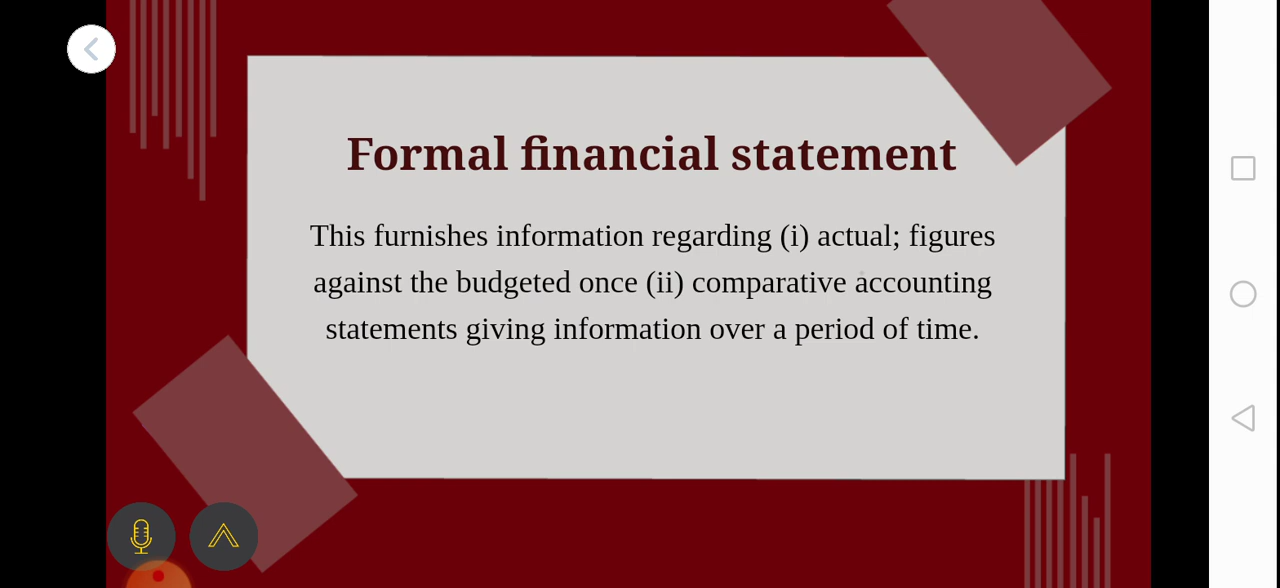 Formal financial statement
This furnishes information regarding (i) actual; figures
against the budgeted once (ii) comparative accounting
statements giving information over a period of time.